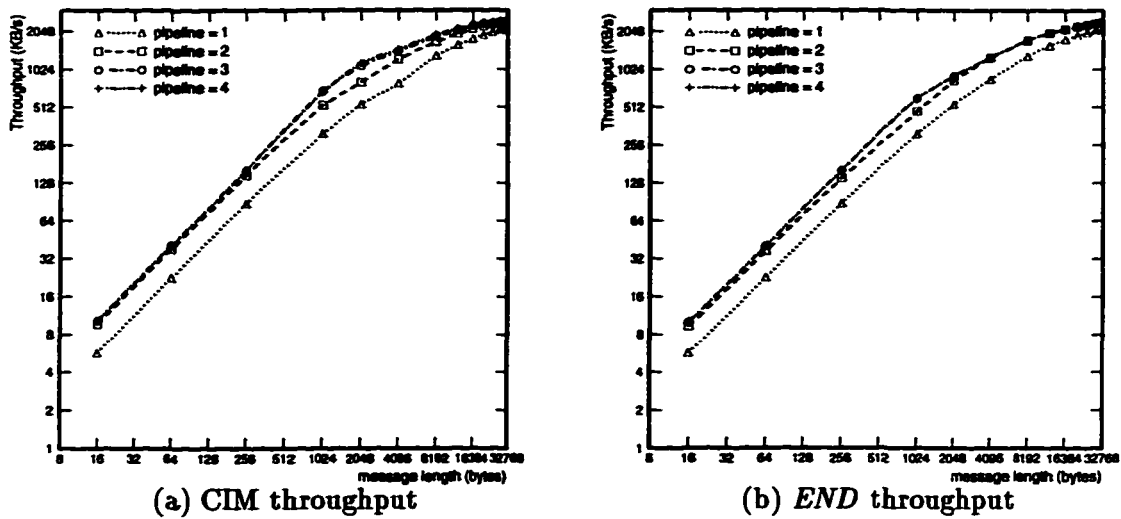 Throughput (KB/s)
2048
1024
512
256
128
64
32
16
8
4
2
1
pipeline = 1
pipeline = 2
pipeline = 3
pipeline = 4
8 16 32 64 128 256 512 1024 2048 4096 8192 16384 32768
message length (bytes)
(a) CIM throughput
Throughput (KB/s)
2048
1024
512
256
128
64
32
16
8
4
2
1
pipeline = 1
pipeline = 2
pipeline = 3
pipeline = 4
8 16 32 64 128 256 512 1024 2048 4096 8192 16384 32768
message length (bytes)
(b) END throughput